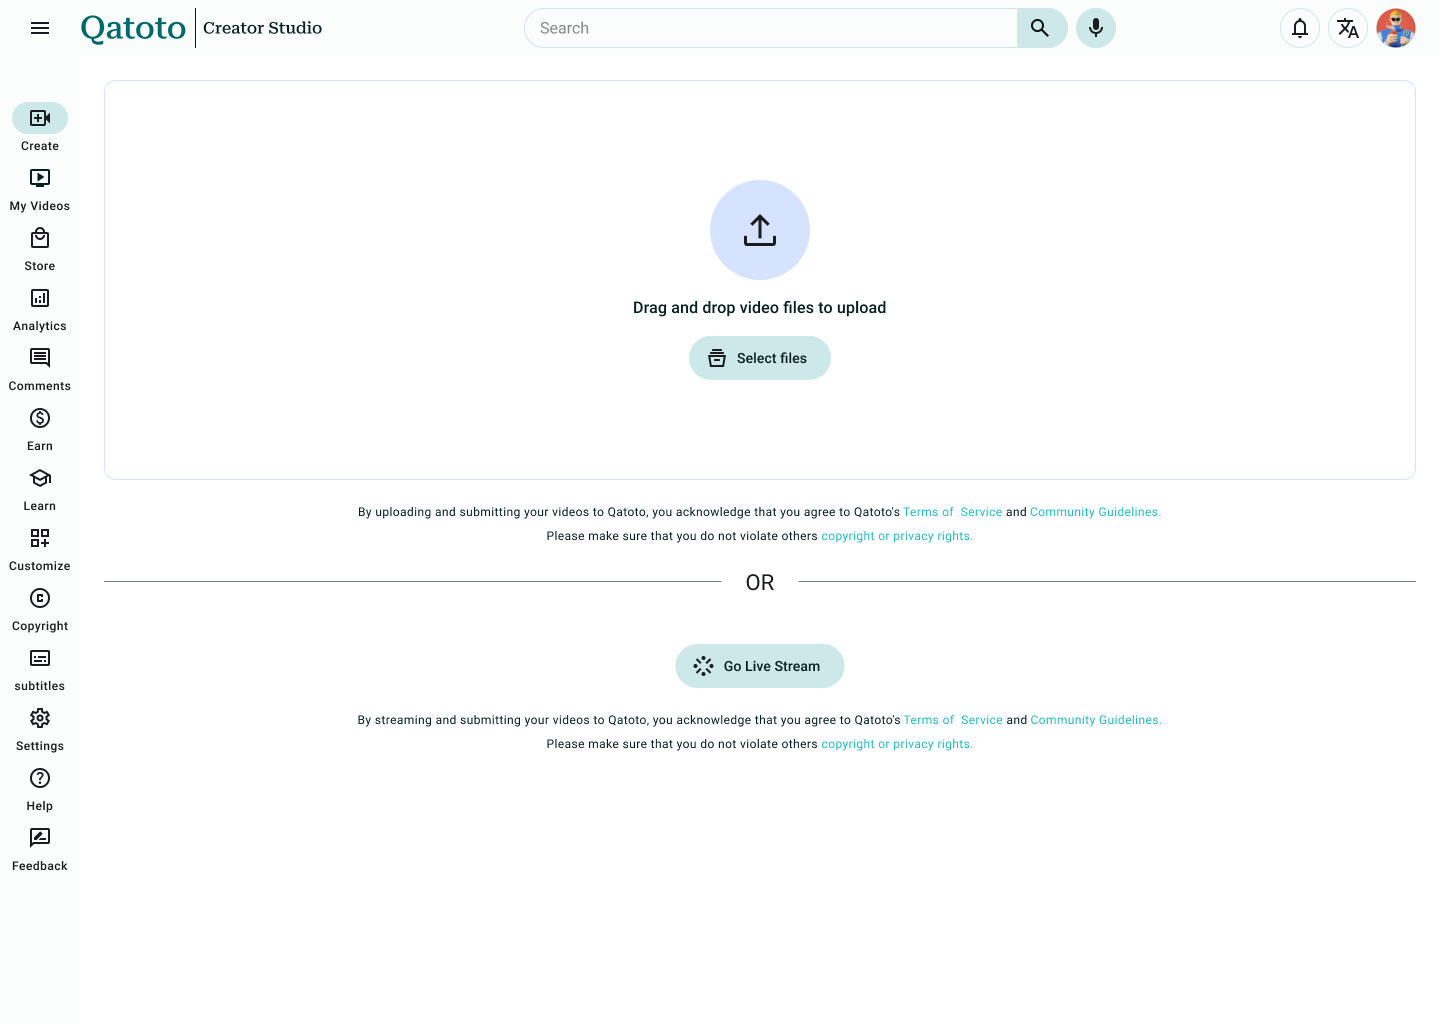 Qatoto
Creator Studio
Search
Create
My Videos
Store
Analytics
Comments
Earn
Learn
Customize
Copyright
subtitles
Settings
Help
Feedback
Drag and drop video files to upload
Select files
By uploading and submitting your videos to Qatoto, you acknowledge that you agree to Qatoto's Terms of  Service and Community Guidelines.
Please make sure that you do not violate others copyright or privacy rights.
OR
Go Live Stream
By streaming and submitting your videos to Qatoto, you acknowledge that you agree to Qatoto's Terms of  Service and Community Guidelines.
Please make sure that you do not violate others copyright or privacy rights.